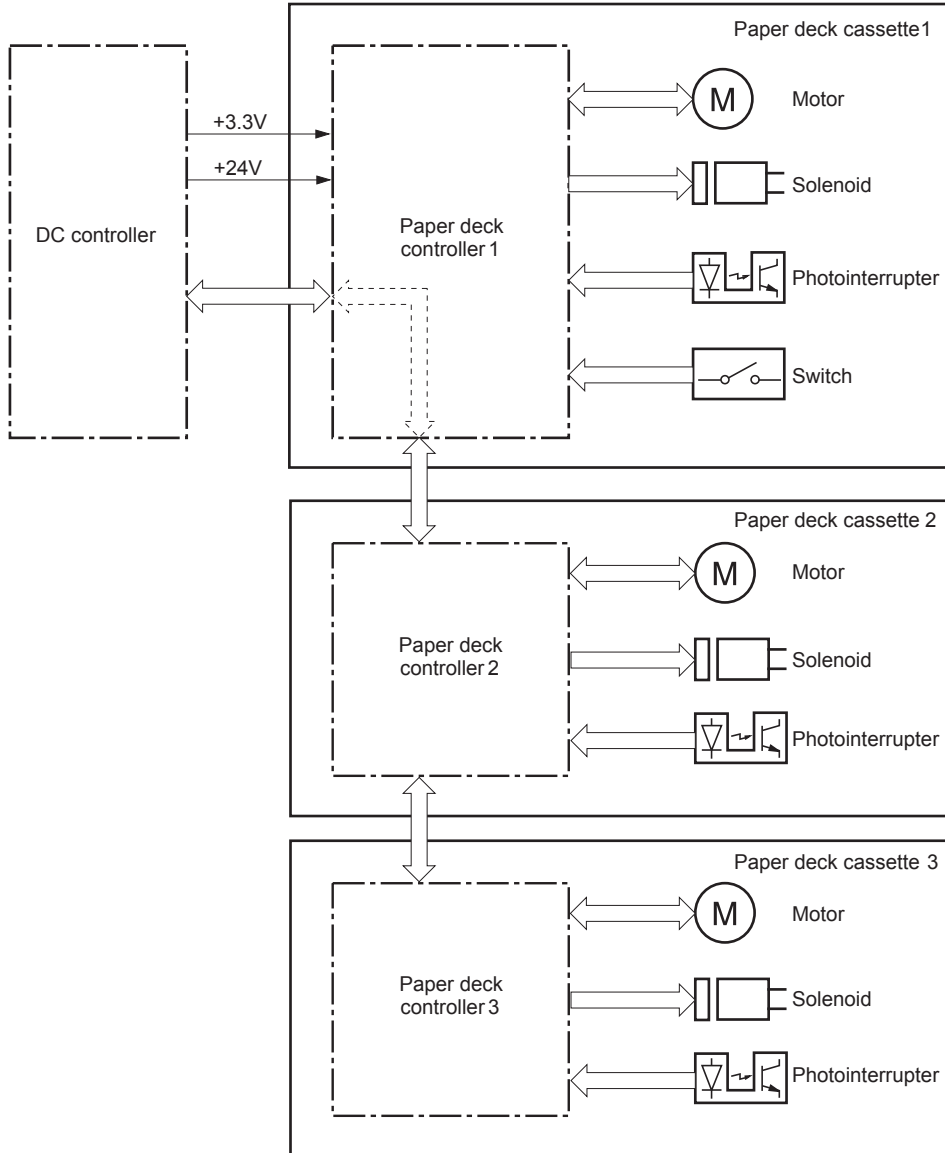 Paper deck cassette1
+3.3V
+24V
DC controller
Paper deck
controller 1
M
Motor
Solenoid
Photointerrupter
Switch
Paper deck cassette 2
Paper deck
controller 2
M
Motor
Solenoid
Photointerrupter
Paper deck cassette 3
Paper deck
controller 3
M
Motor
Solenoid
Photointerrupter